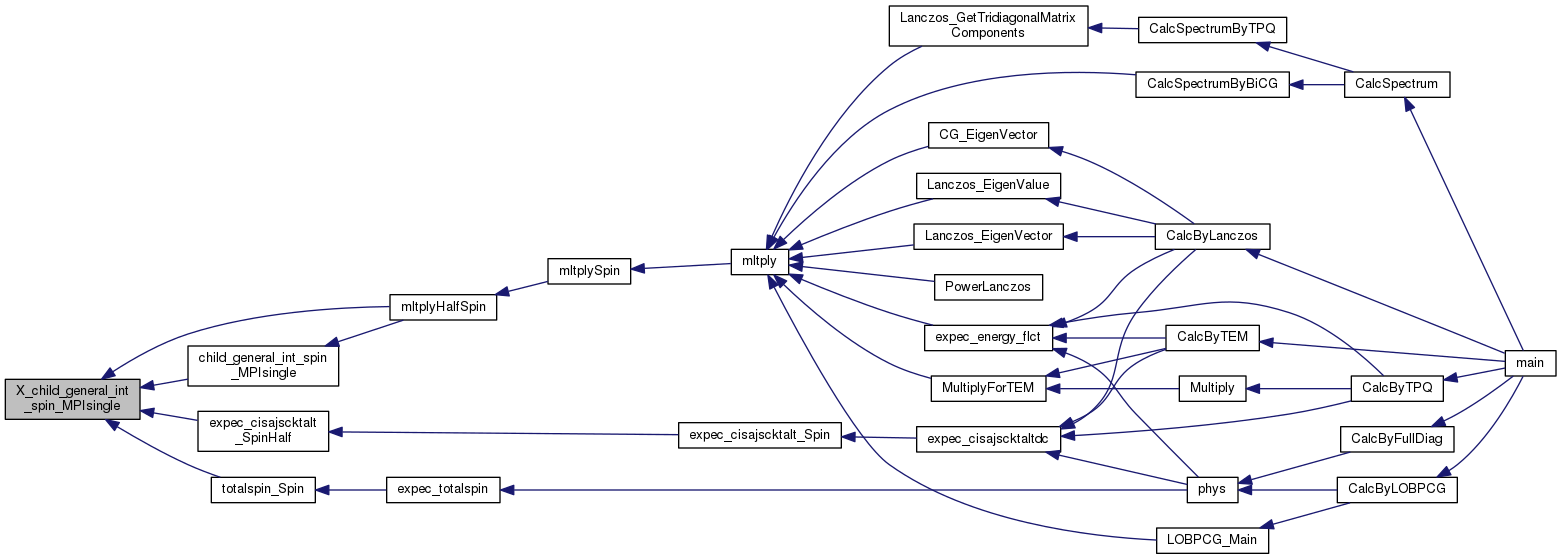 Lanczos_GetTridiagonalMatrix
Components
CalcSpectrumByTPQ
CalcSpectrumByBiCG
CalcSpectrum
CG_EigenVector
Lanczos_EigenValue
Lanczos_EigenVector
CalcByLanczos
mltply
mltplySpin
PowerLanczos
mltplyHalfSpin
expec_energy_flct
CalcByTEM
child_general_int_spin
_MPIsingle
main
X_child_general_int
_spin_MPIsingle
MultiplyForTEM
Multiply
CalcByTPQ
expec_cisajscktalt
_SpinHalf
expec_cisajscktalt_Spin
expec_cisajscktaltdc
CalcByFullDiag
totalspin_Spin
expec_totalspin
phys
CalcByLOBPCG
LOBPCG_Main